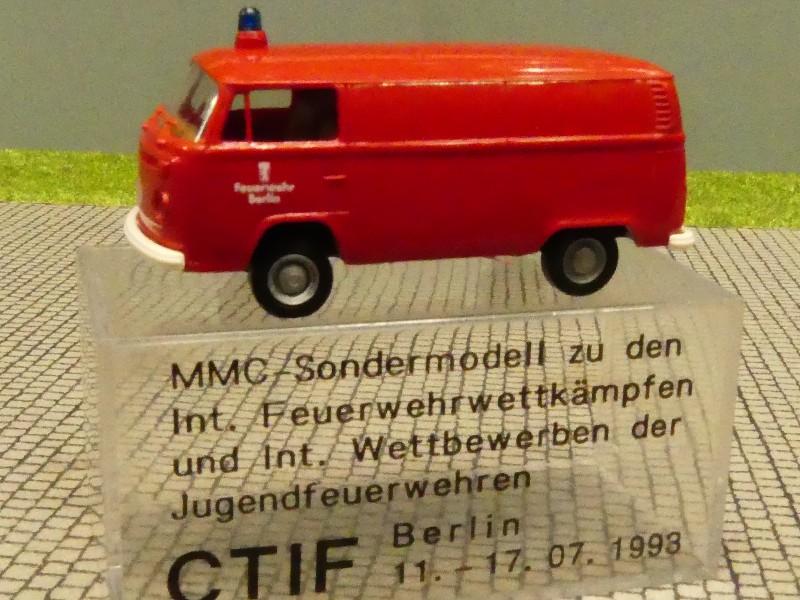 Feuerwehr
Berlin
MMC-Sondermodell zu den
Int. Feuerwehrwettkämpfen
und Int. Wettbewerben der
Jugendfeuerwehren
CTIF Berlin
11. - 17. 07. 1993